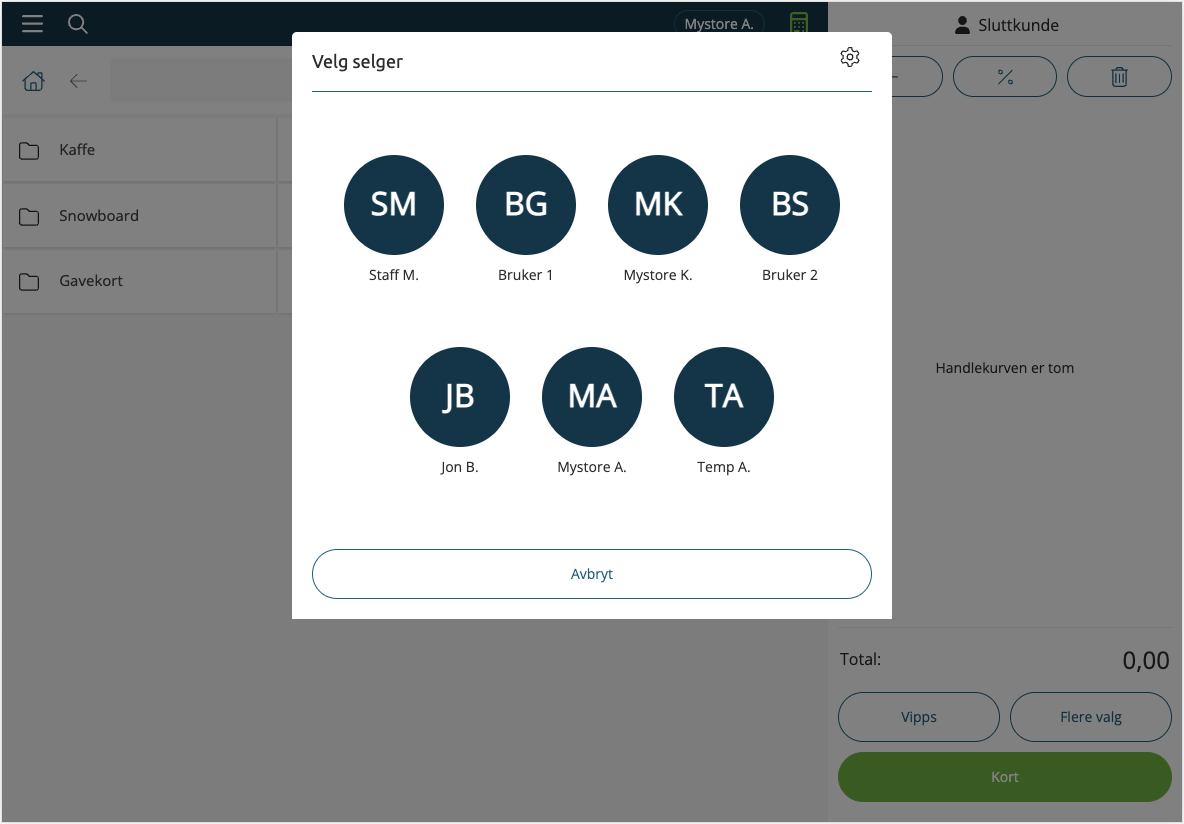 Mystore A.
Sluttkunde
Velg selger
Kaffe
Snowboard
Gavekort
SM
BG
MK
BS
Staff M.
Bruker 1
Mystore K.
Bruker 2
JB
MA
TA
Jon B.
Mystore A.
Temp A.
Avbryt
Handlekurven er tom
Total:
0,00
Vipps
Flere valg
Kort